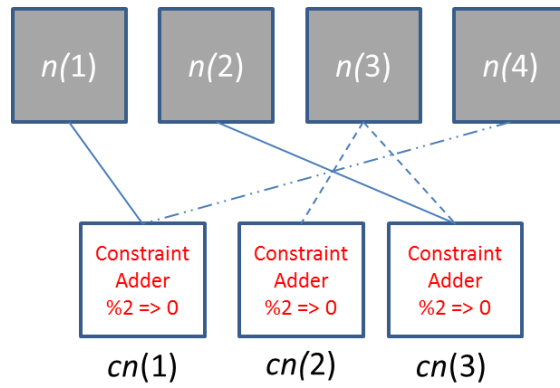 n(1) n(2) n(3) n(4)
Constraint Constraint Constraint
Adder Adder Adder
%2 => 0 %2 => 0 %2 => 0
cn(1) cn(2) cn(3)